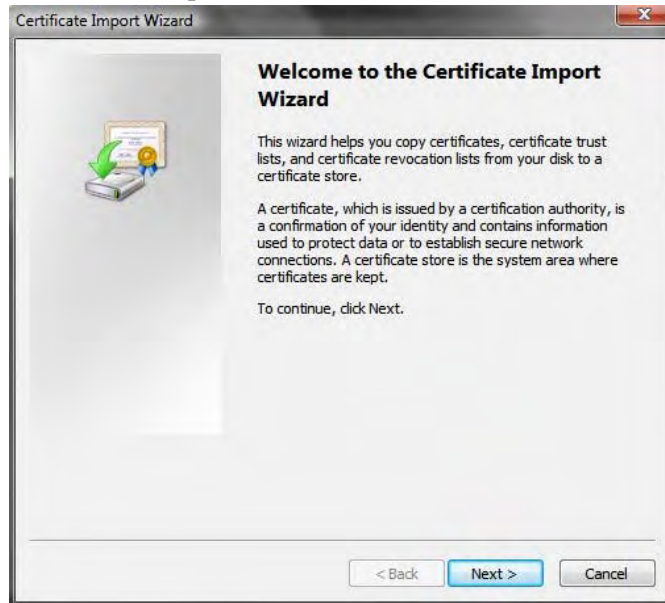 Certificate Import Wizard
Welcome to the Certificate Import
Wizard
This wizard helps you copy certificates, certificate trust
lists, and certificate revocation lists from your disk to a
certificate store.
A certificate, which is issued by a certification authority, is
a confirmation of your identity and contains information
used to protect data or to establish secure network
connections. A certificate store is the system area where
certificates are kept.
To continue, click Next.
< Back Next > Cancel